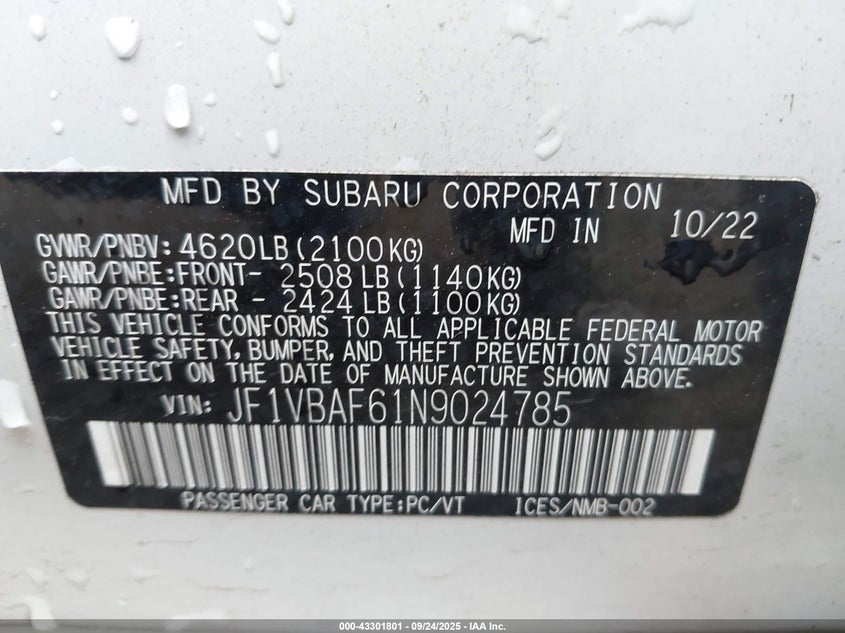 MFD BY SUBARU CORPORATION
MFD IN 10/22
GVWR/PNBV: 4620LB(2100KG)
GAWR/PNBE:FRONT- 2508LB(1140KG)
GAWR/PNBE:REAR - 2424LB(1100KG)
THIS VEHICLE CONFORMS TO ALL APPLICABLE FEDERAL MOTOR
VEHICLE SAFETY, BUMPER, AND THEFT PREVENTION STANDARDS
IN EFFECT ON THE DATE OF MANUFACTURE SHOWN ABOVE.
VIN: JF1VBAF61N9024785
PASSENGER CAR TYPE:PC/VT ICES/NMB-002
000-43301801 - 09/24/2025 - IAA Inc.